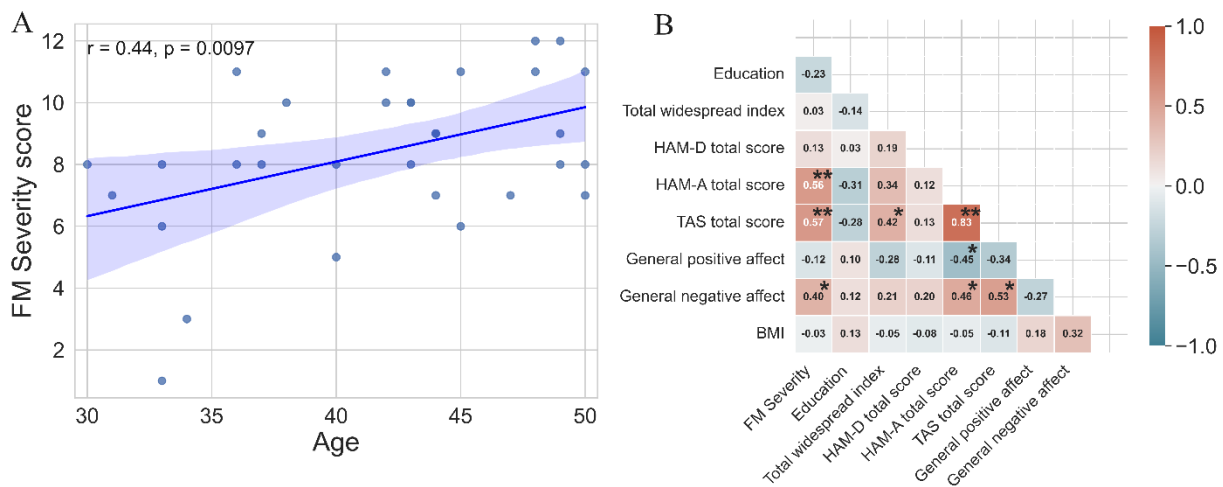 A
r = 0.44, p = 0.0097
12
10
8
6
4
2
FM Severity score
30 35 40 45 50
Age
B
Education -0.23
Total widespread index 0.03 -0.14
HAM-D total score 0.13 0.03 0.19
HAM-A total score 0.56** -0.31 0.34 0.12
TAS total score 0.57** -0.28 0.42* 0.13 0.83**
General positive affect -0.12 0.10 -0.28 -0.11 -0.45* -0.34
General negative affect 0.40* 0.12 0.21 0.20 0.46* 0.53* -0.27
BMI -0.03 0.13 -0.05 -0.08 -0.05 -0.11 0.18 0.32
FM Severity
Education
Total widespread index
HAM-D total score
HAM-A total score
TAS total score
General positive affect
General negative affect
1.0
0.5
0.0
−0.5
−1.0